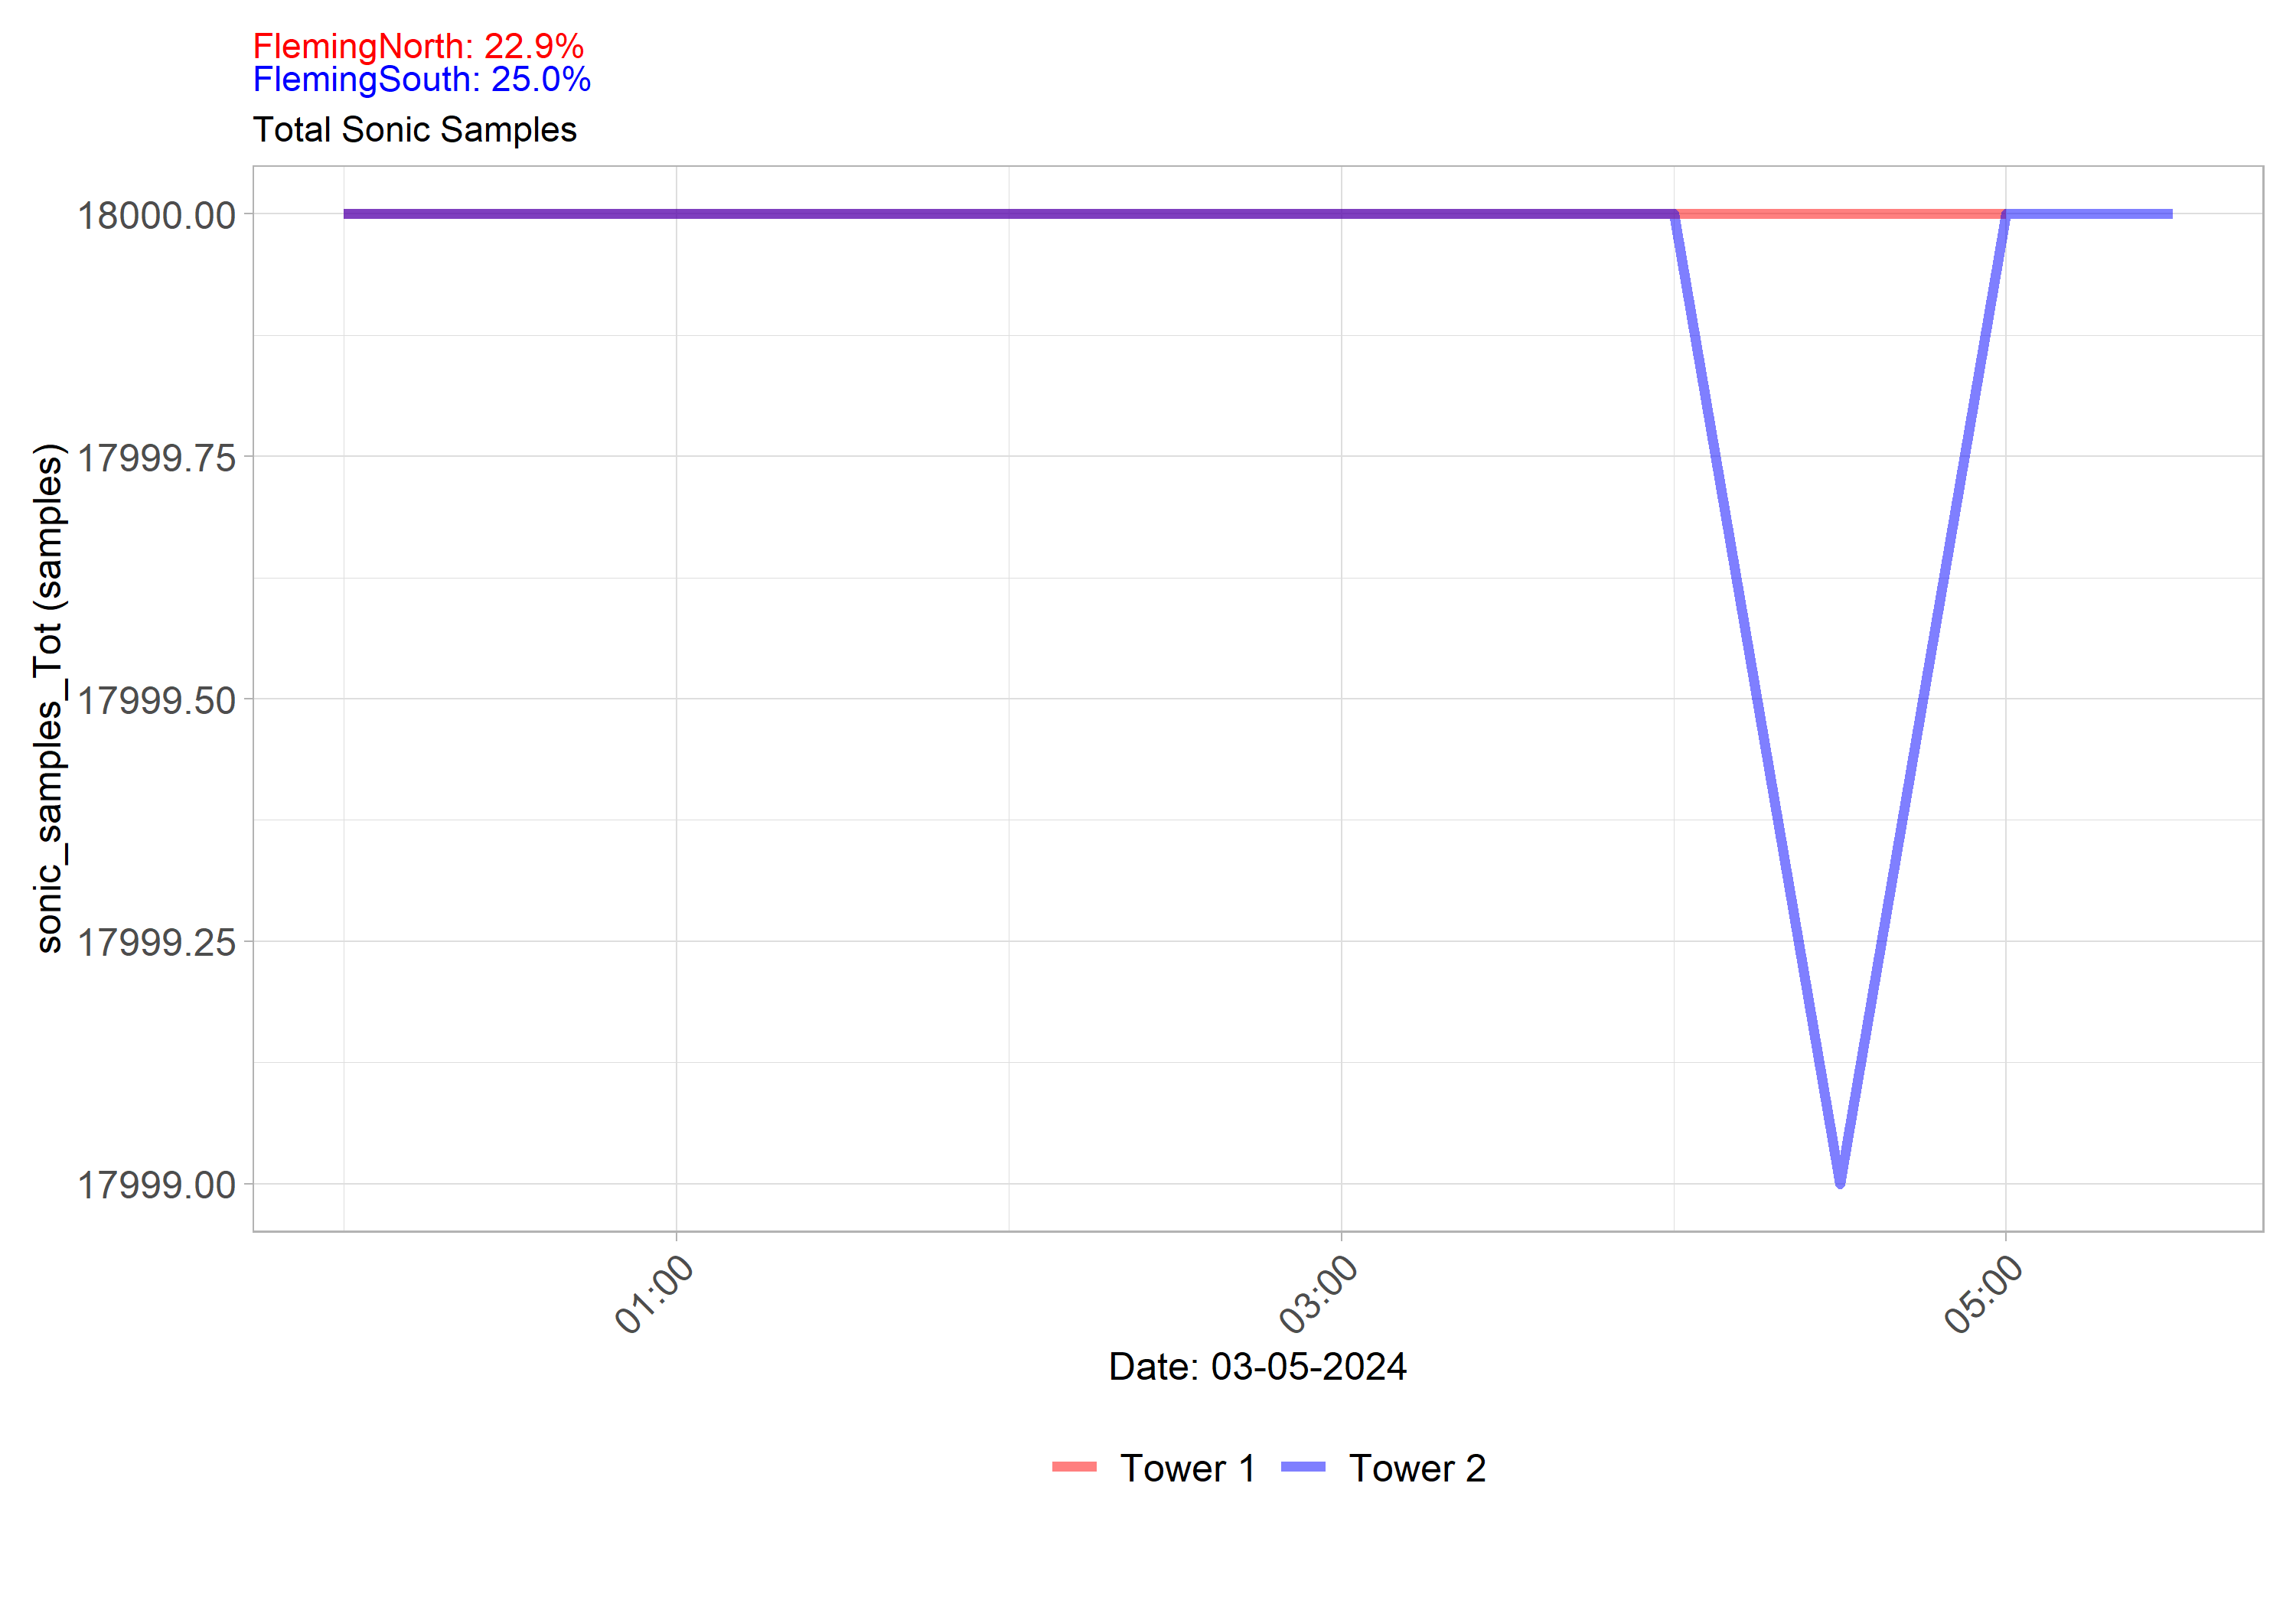 FlemingNorth: 22.9%
FlemingSouth: 25.0%
Total Sonic Samples
sonic_samples_Tot (samples)
18000.00
17999.75
17999.50
17999.25
17999.00
01:00
03:00
05:00
Date: 03-05-2024
Tower 1
Tower 2